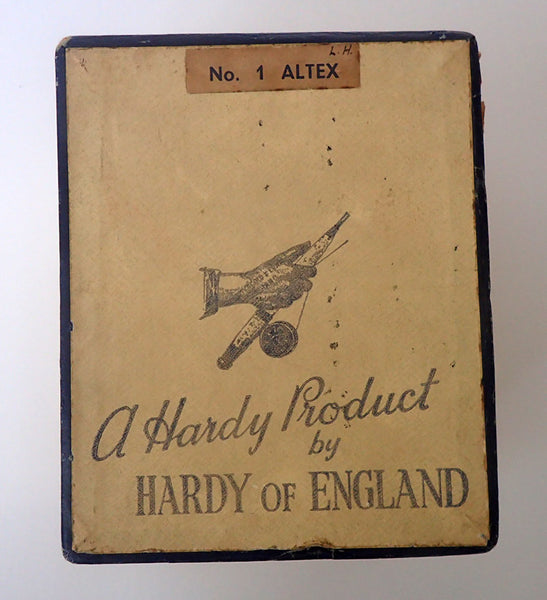 L.H.
No. 1 ALTEX
A Hardy Product
by
HARDY OF ENGLAND